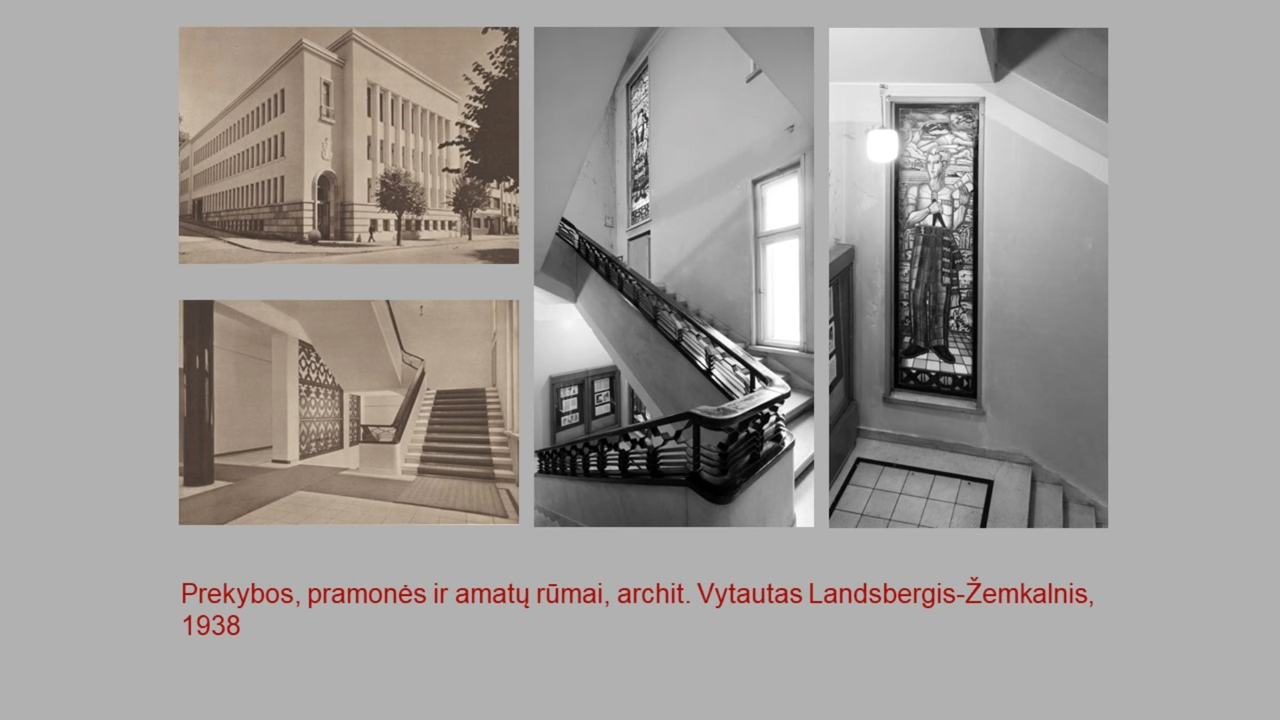 Prekybos, pramonės ir amatų rūmai, archit. Vytautas Landsbergis-Žemkalnis,
1938